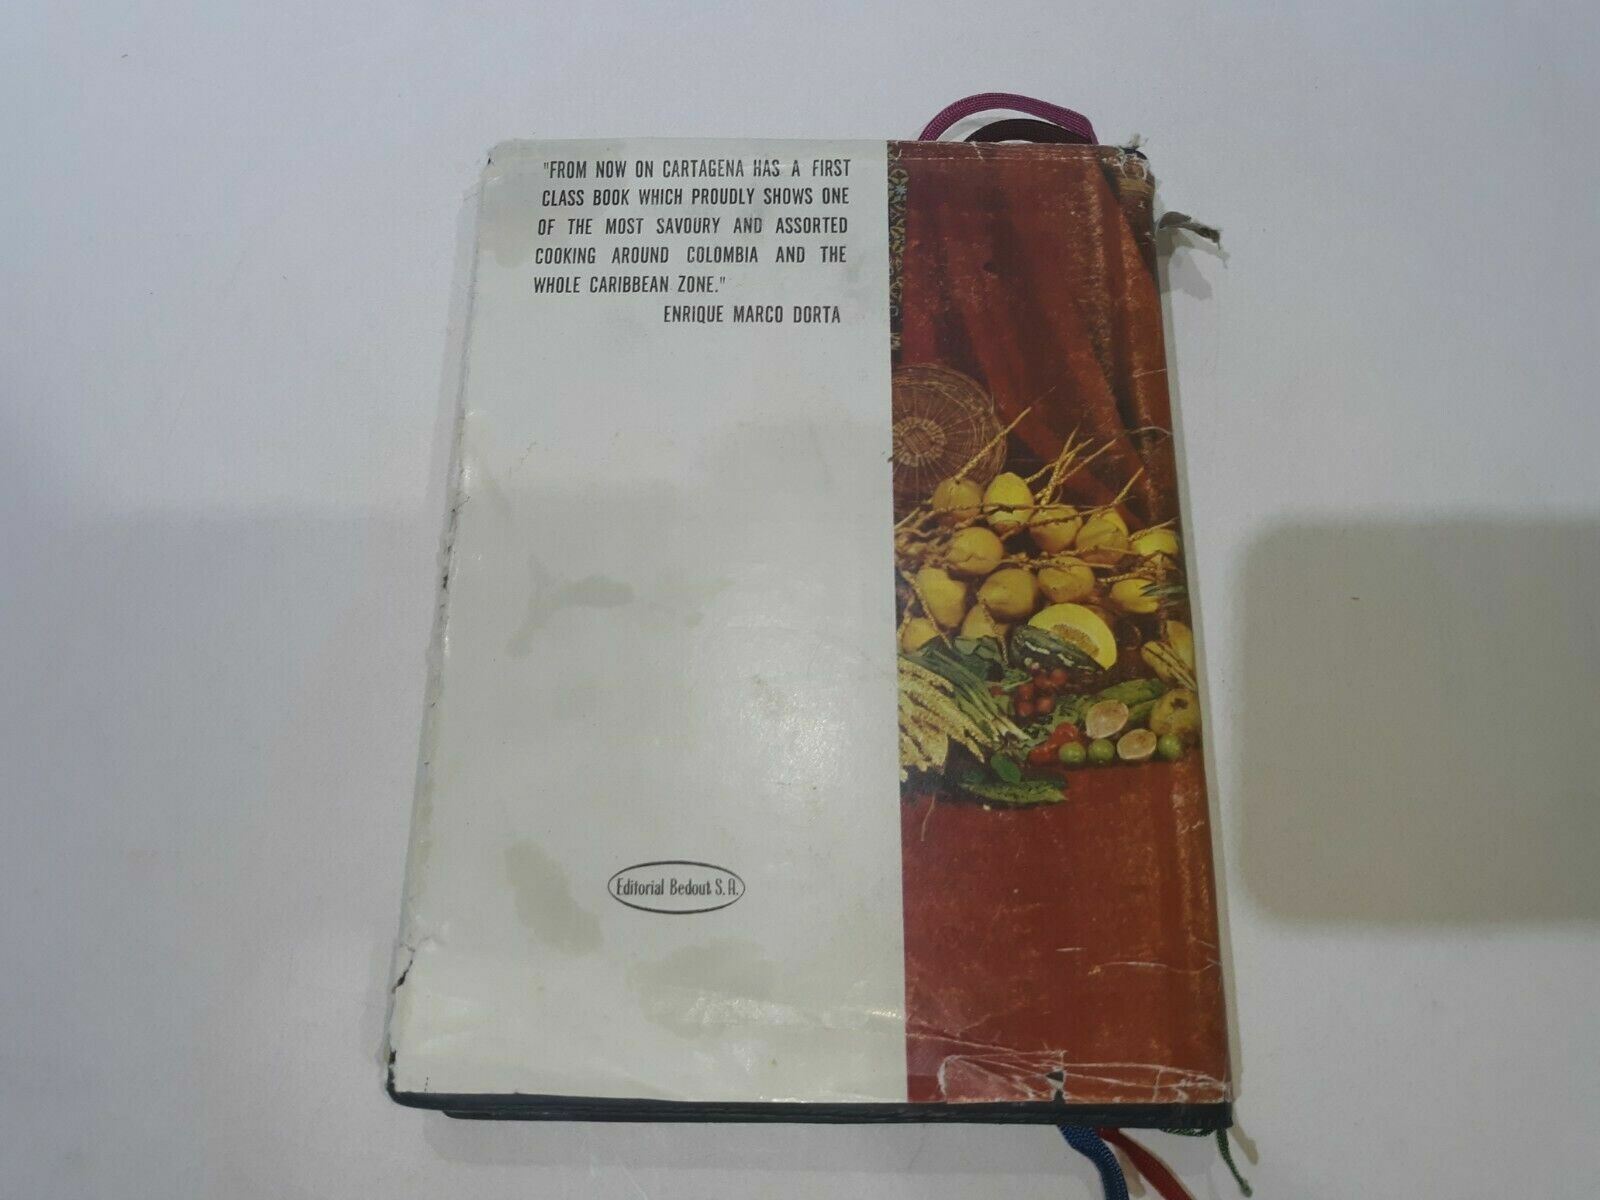 "FROM NOW ON CARTAGENA HAS A FIRST
CLASS BOOK WHICH PROUDLY SHOWS ONE
OF THE MOST SAVOURY AND ASSORTED
COOKING AROUND COLOMBIA AND THE
WHOLE CARIBBEAN ZONE."
ENRIQUE MARCO DORTA
Editorial Bedout S.A.